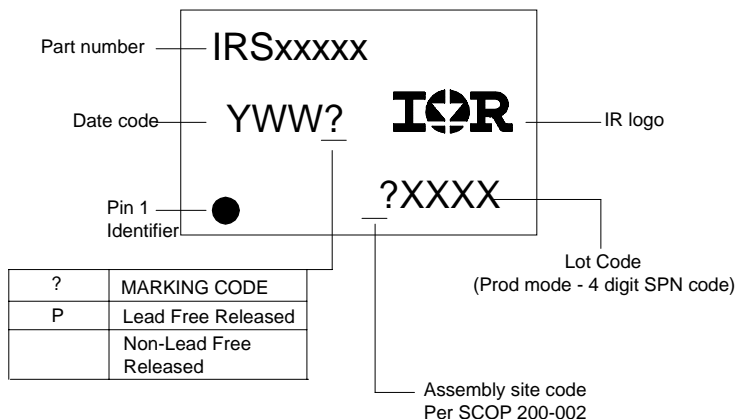 Part number
IRSxxxxx
Date code
YWW?
IOR
IR logo
?XXXX
Pin 1
Identifier
Lot Code
(Prod mode - 4 digit SPN code)
? MARKING CODE
P Lead Free Released
Non-Lead Free
Released
Assembly site code
Per SCOP 200-002